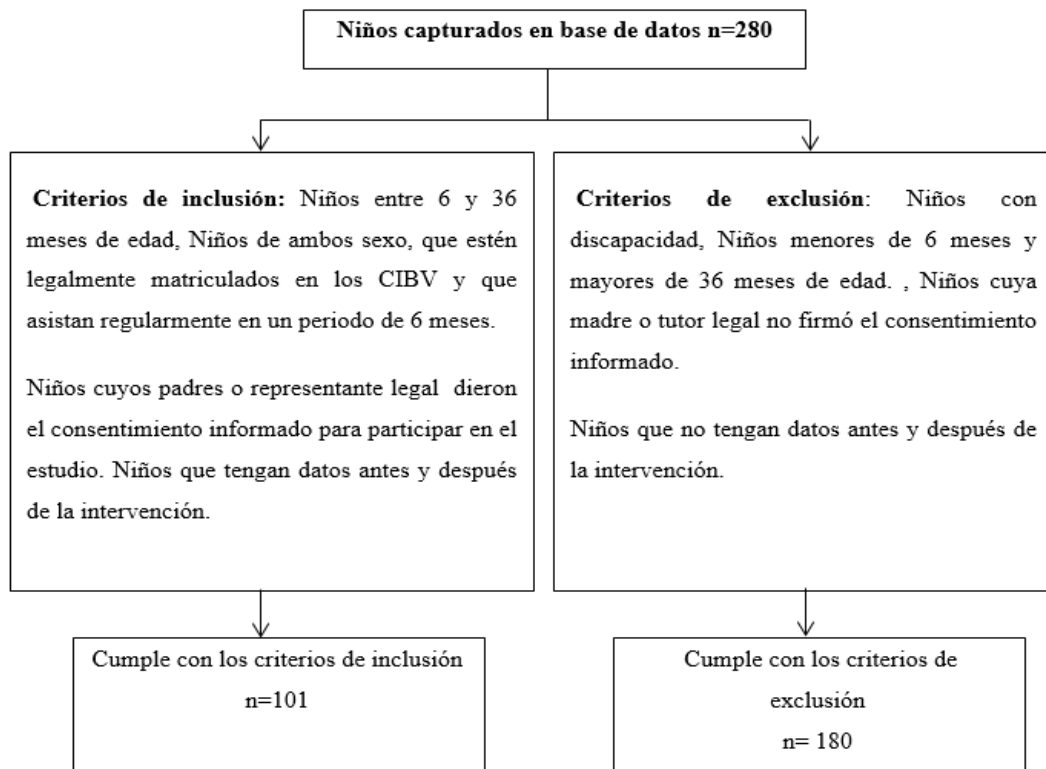 Niños capturados en base de datos n=280
Criterios de inclusión: Niños entre 6 y 36
meses de edad, Niños de ambos sexo, que estén
legalmente matriculados en los CIBV y que
asistan regularmente en un periodo de 6 meses.
Niños cuyos padres o representante legal dieron
el consentimiento informado para participar en el
estudio. Niños que tengan datos antes y después
de la intervención.
Criterios de exclusión: Niños con
discapacidad, Niños menores de 6 meses y
mayores de 36 meses de edad. , Niños cuya
madre o tutor legal no firmó el consentimiento
informado.
Niños que no tengan datos antes y después de
la intervención.
Cumple con los criterios de inclusión
n=101
Cumple con los criterios de
exclusión
n= 180